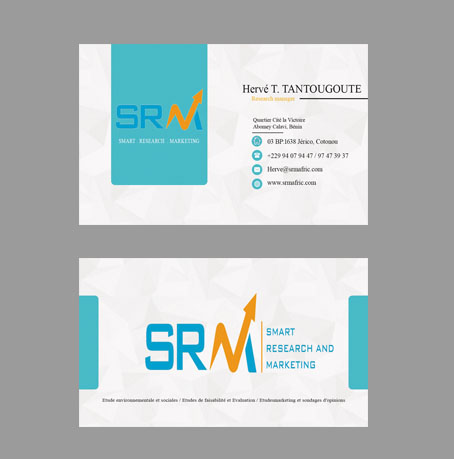 SRM
SMART . RESEARCH . MARKETING
Hervé T. TANTOUGOUTE
Research manager
Quartier Cité la Victoire
Abomey Calavi, Bénin
03 BP:1638 Jérico, Cotonou
+229 94 07 94 47 / 97 47 39 37
Herve@srmafric.com
www.srmafric.com
SRM
SMART
RESEARCH AND
MARKETING
Etude environnementale et sociales / Etudes de faisabilité et Evaluation / Etudesmarketing et sondages d'opinions